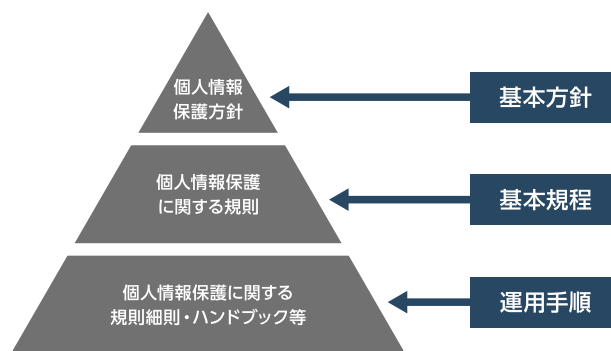 個人情報
保護方針
基本方針
個人情報保護
に関する規則
基本規程
個人情報保護に関する
規則細則・ハンドブック等
運用手順